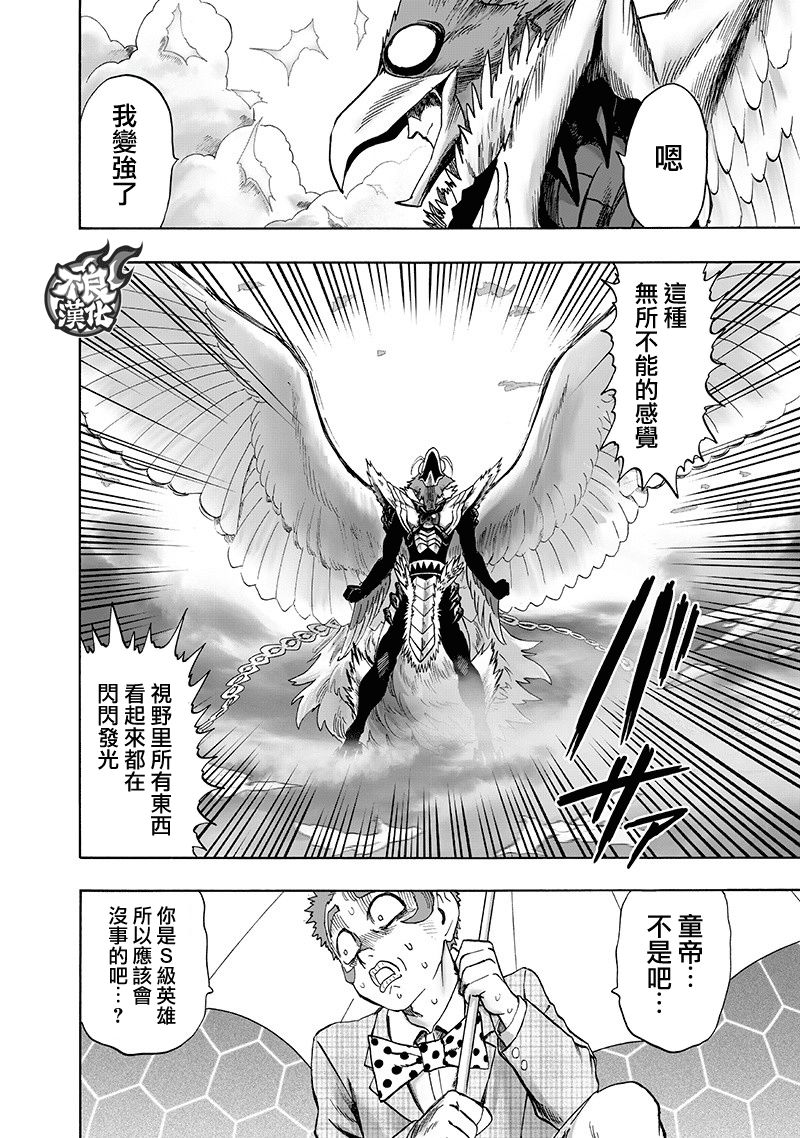 嗯
我變強了
這種
無所不能的感覺
視野里所有東西
看起來都在
閃閃發光
童帝…
不是吧…
你是S級英雄
所以應該會
沒事的吧…?
漢化